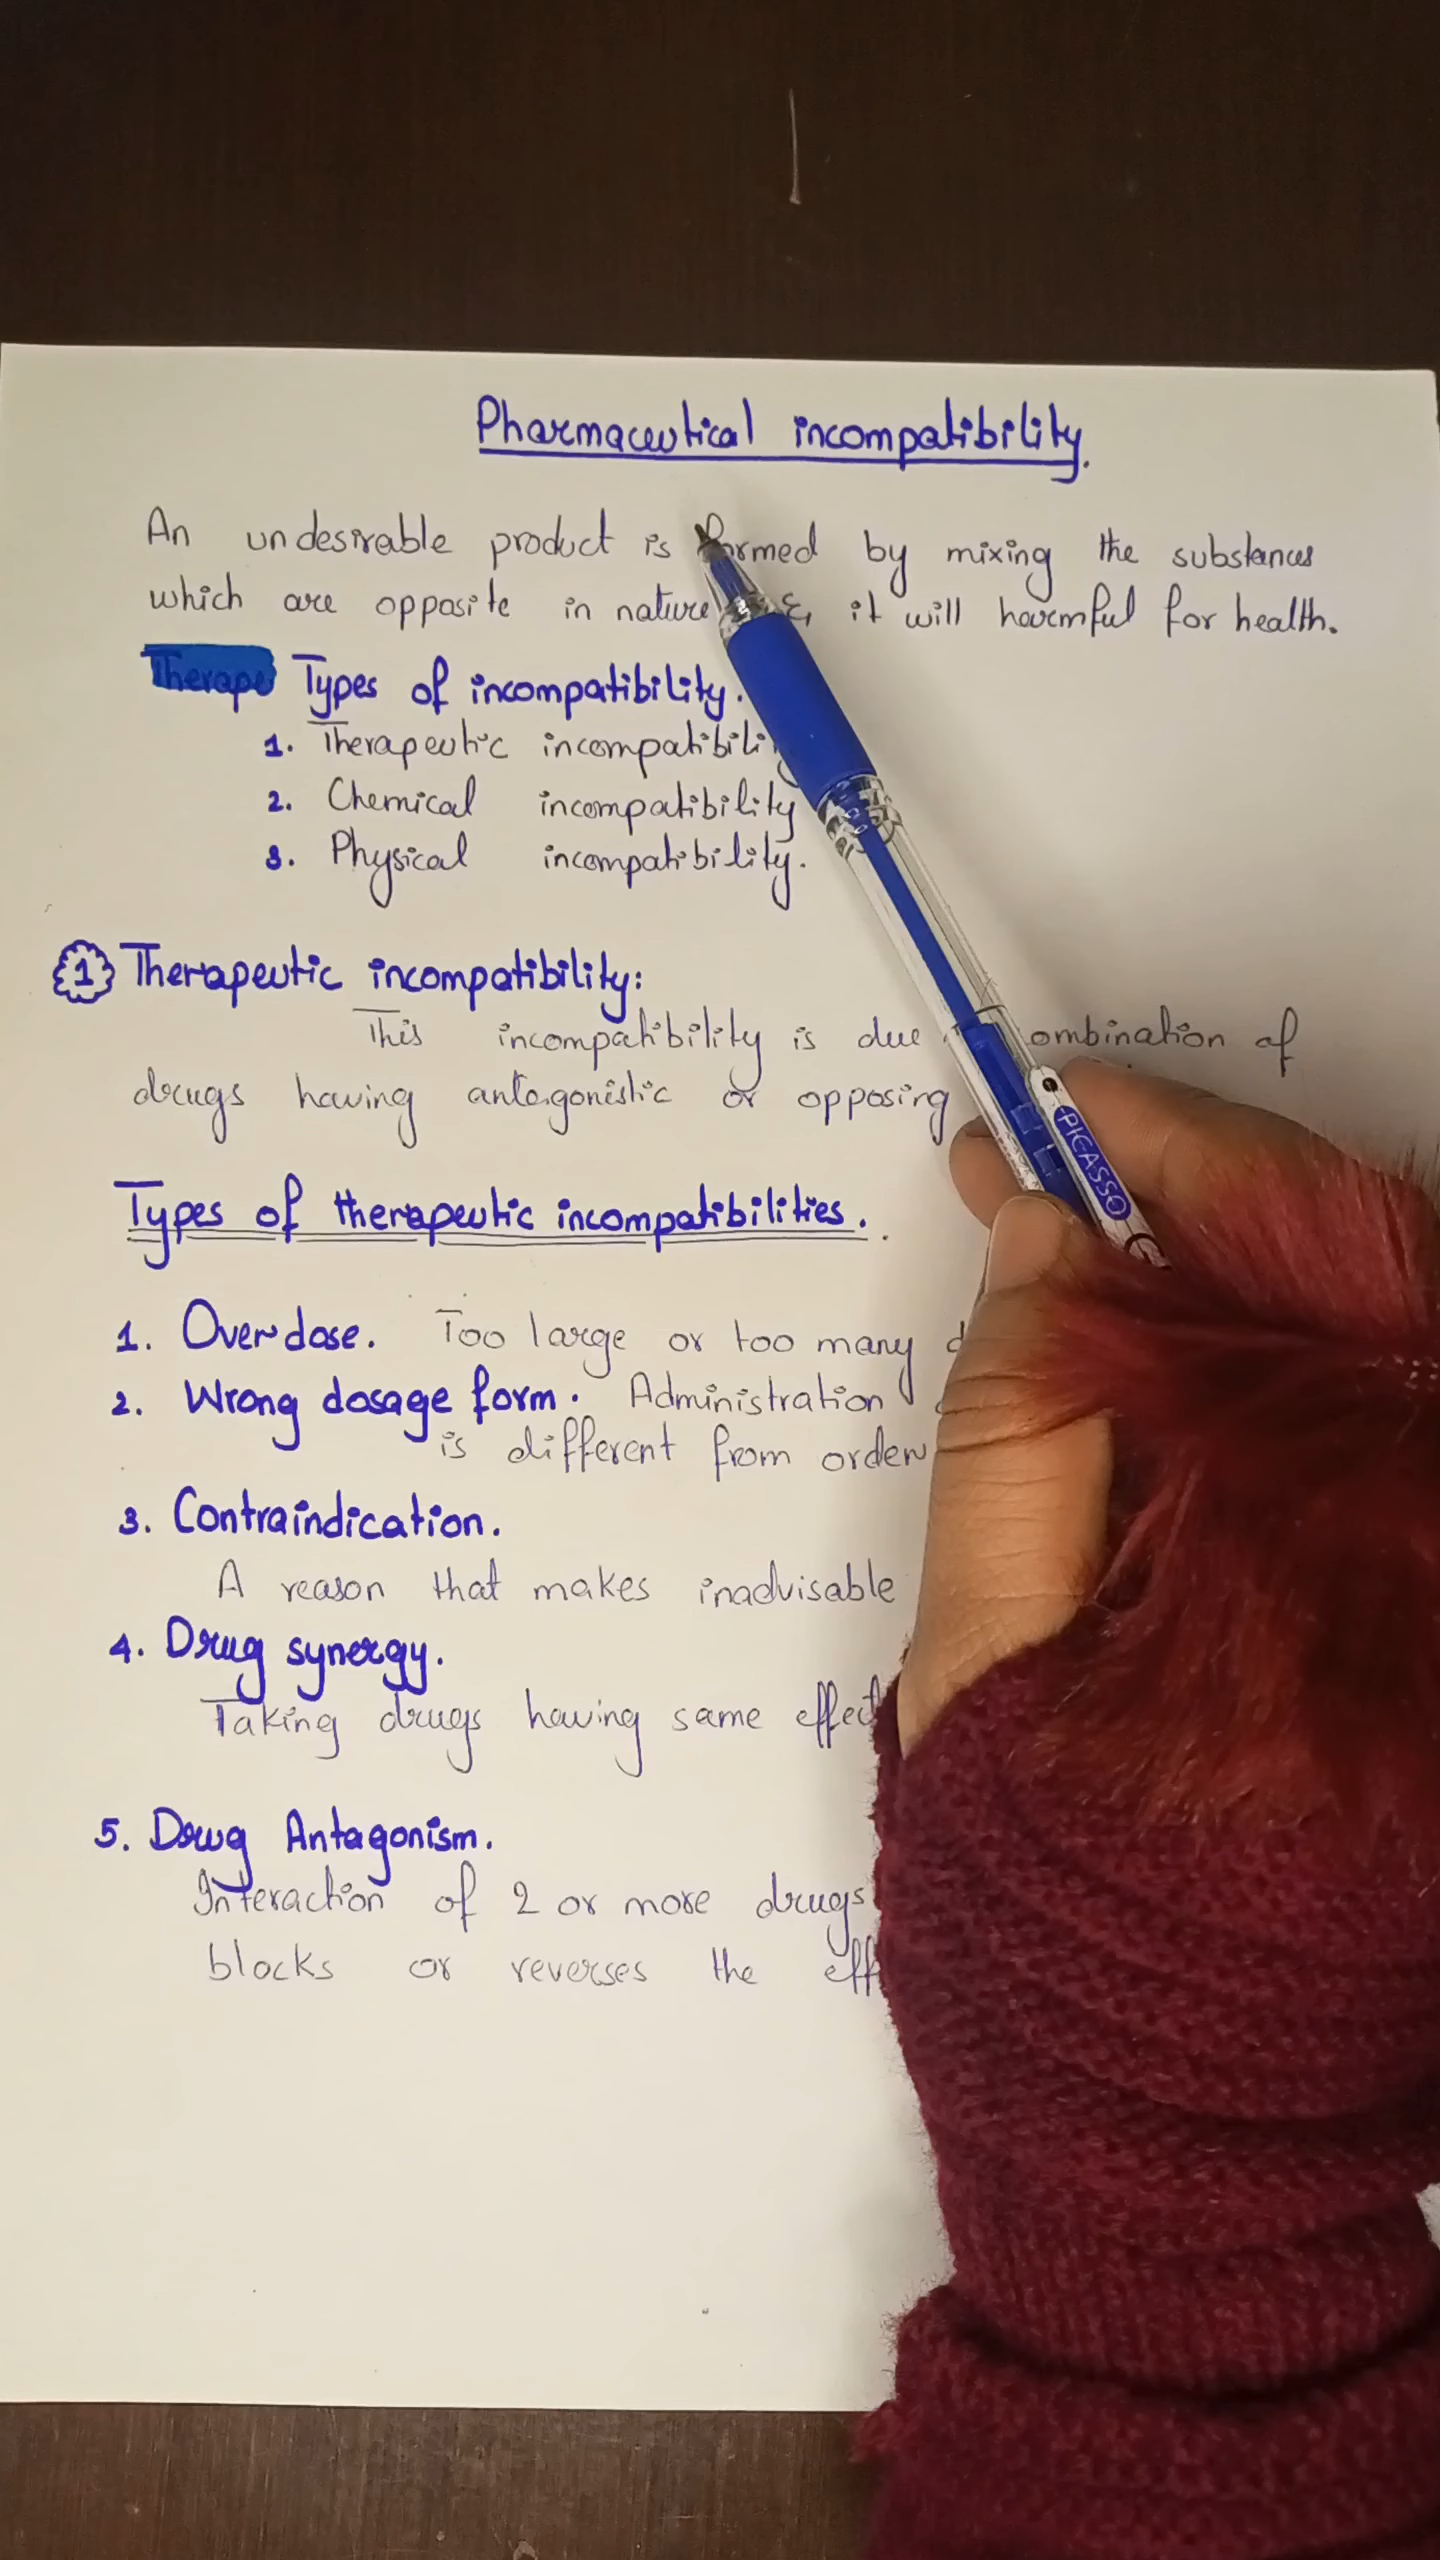 Pharmaceutical incompatibility.
An undesirable product is formed by mixing the substances
which are opposite in nature & it will harmful for health.
Therape Types of incompatibility.
1. Therapeutic incompatibili
2. Chemical incompatibility
3. Physical incompatibility.
1 Therapeutic incompatibility:
This incompatibility is due ombination of
drugs having antagonistic or opposing
Types of therapeutic incompatibilities.
1. Overdose. Too large or too many
2. Wrong dosage form. Administration
is different from order
3. Contraindication.
A reason that makes inadvisable
4. Drug synergy.
Taking drugs having same effect
5. Drug Antagonism.
Interaction of 2 or more drugs
blocks or reverses the eff
PICASSO